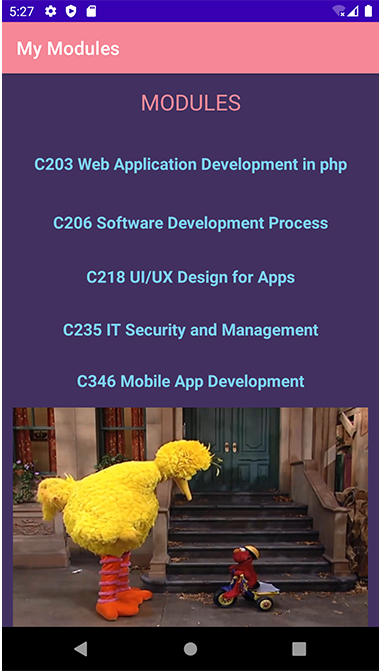 5:27
My Modules
MODULES
C203 Web Application Development in php
C206 Software Development Process
C218 UI/UX Design for Apps
C235 IT Security and Management
C346 Mobile App Development